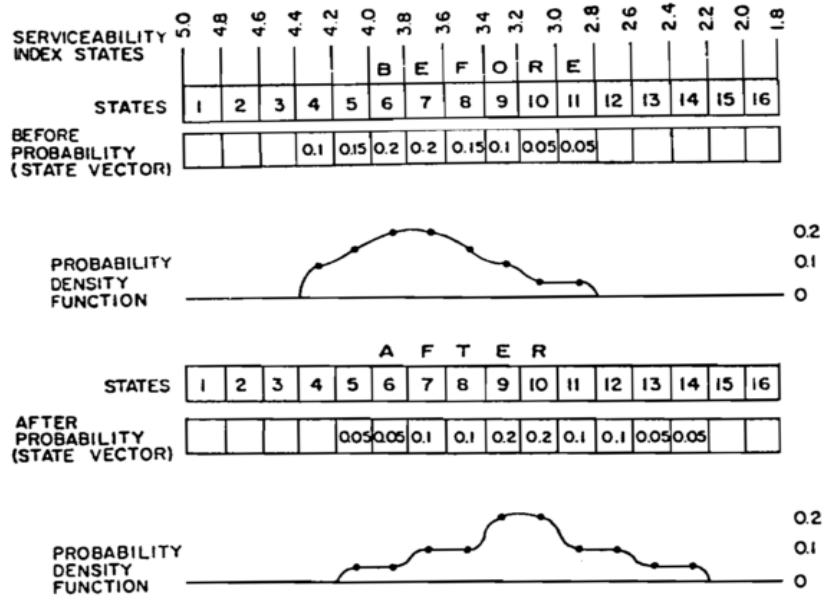 5.0 4.8 4.6 4.4 4.2 4.0 3.8 3.6 3.4 3.2 3.0 2.8 2.6 2.4 2.2 2.0 1.8
SERVICEABILITY
INDEX STATES
B E F O R E
STATES 1 2 3 4 5 6 7 8 9 10 11 12 13 14 15 16
BEFORE
PROBABILITY
(STATE VECTOR)
0.1 0.15 0.2 0.2 0.15 0.1 0.05 0.05
0.2
PROBABILITY 0.1
DENSITY
FUNCTION 0
A F T E R
STATES 1 2 3 4 5 6 7 8 9 10 11 12 13 14 15 16
AFTER
PROBABILITY
(STATE VECTOR)
0.05 0.05 0.1 0.1 0.2 0.2 0.1 0.1 0.05 0.05
0.2
PROBABILITY 0.1
DENSITY
FUNCTION 0